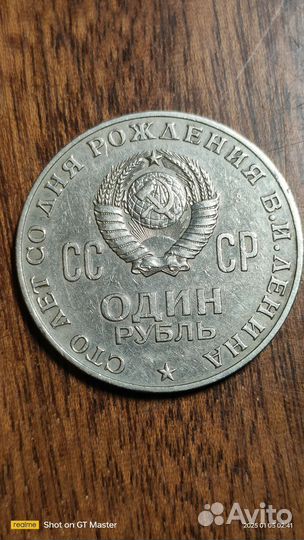 СТО ЛЕТ СО ДНЯ РОЖДЕНИЯ В.И. ЛЕНИНА
СС СР
ОДИН
РУБЛЬ
Avito
realme Shot on GT Master
2025.01.05 02:41